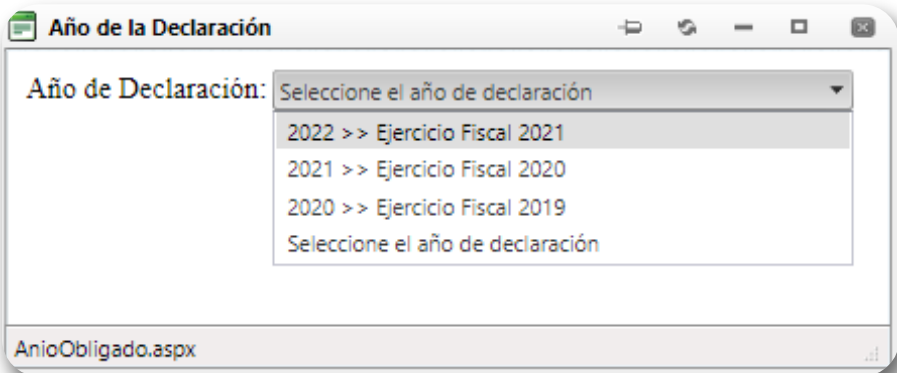 Año de la Declaración
Año de Declaración: Seleccione el año de declaración
2022 >> Ejercicio Fiscal 2021
2021 >> Ejercicio Fiscal 2020
2020 >> Ejercicio Fiscal 2019
Seleccione el año de declaración
AnioObligado.aspx